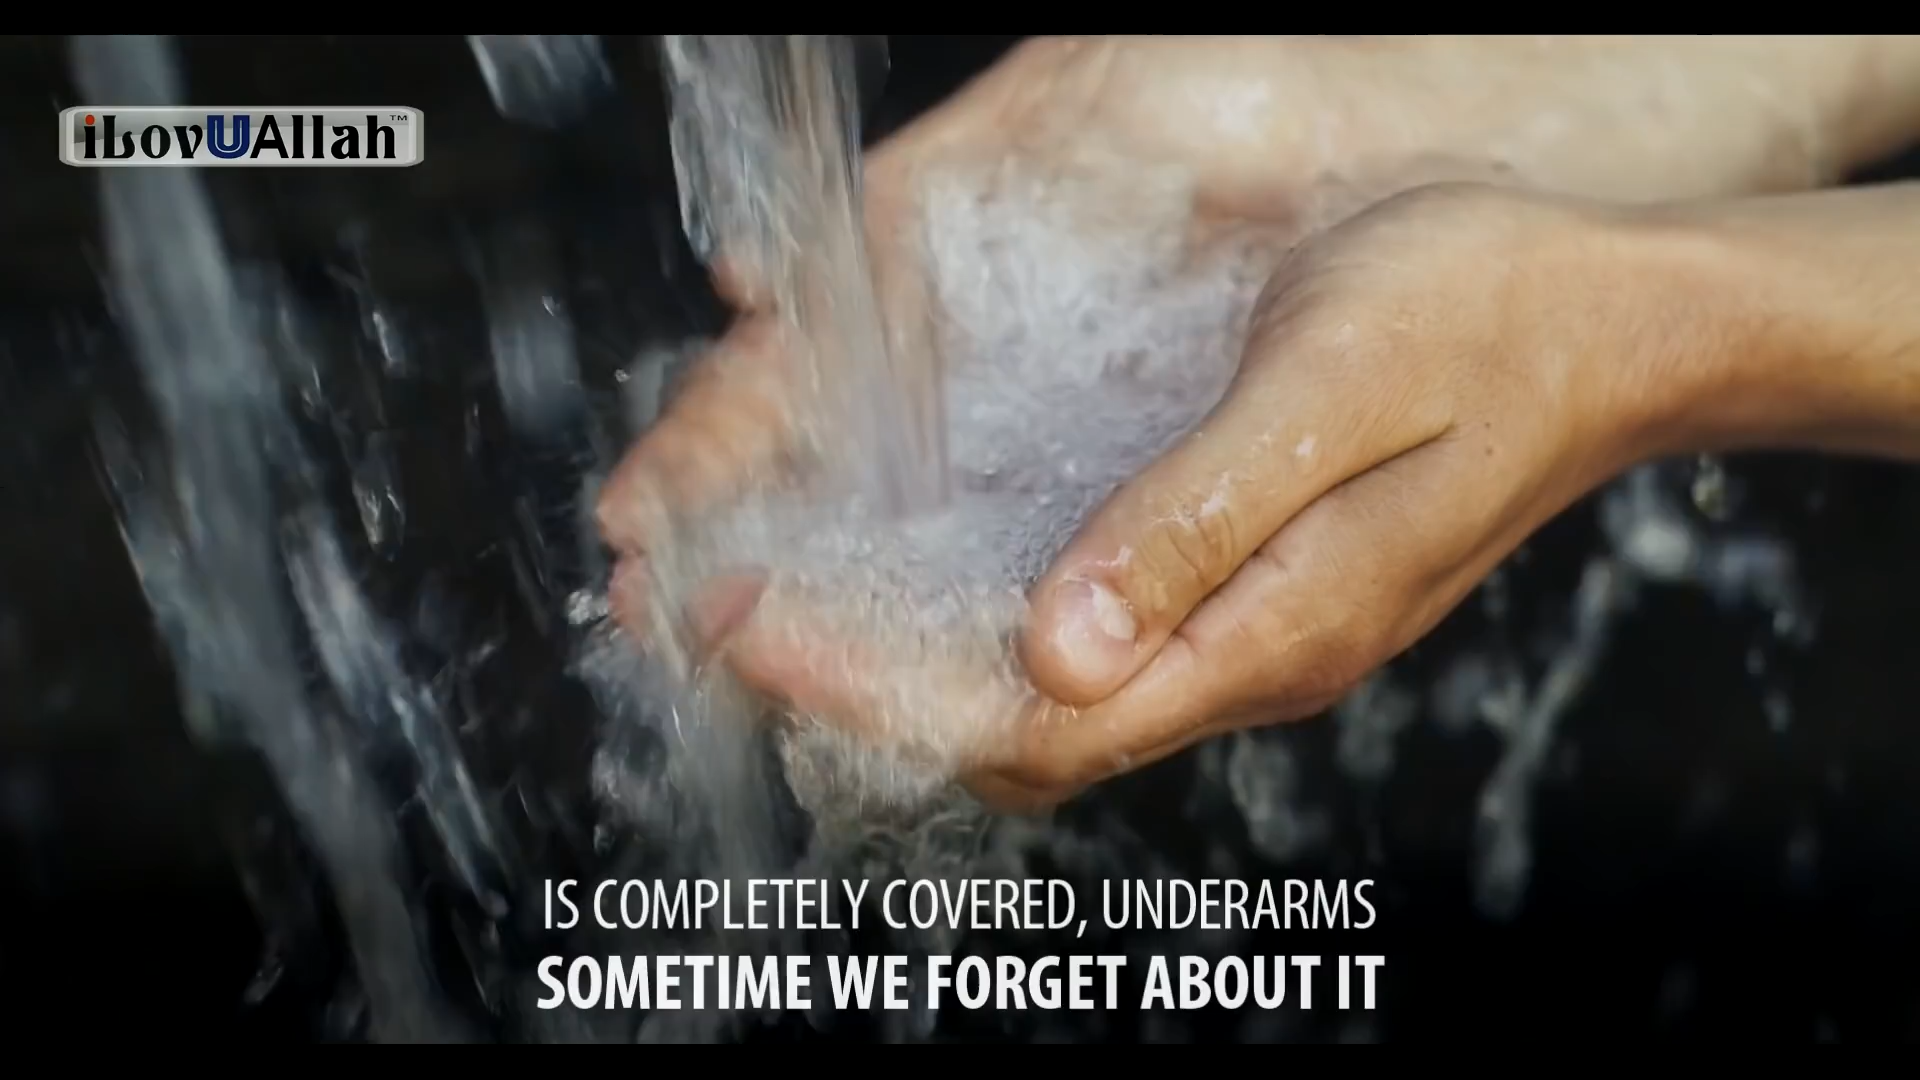 iLovUAllah™
IS COMPLETELY COVERED, UNDERARMS
SOMETIME WE FORGET ABOUT IT